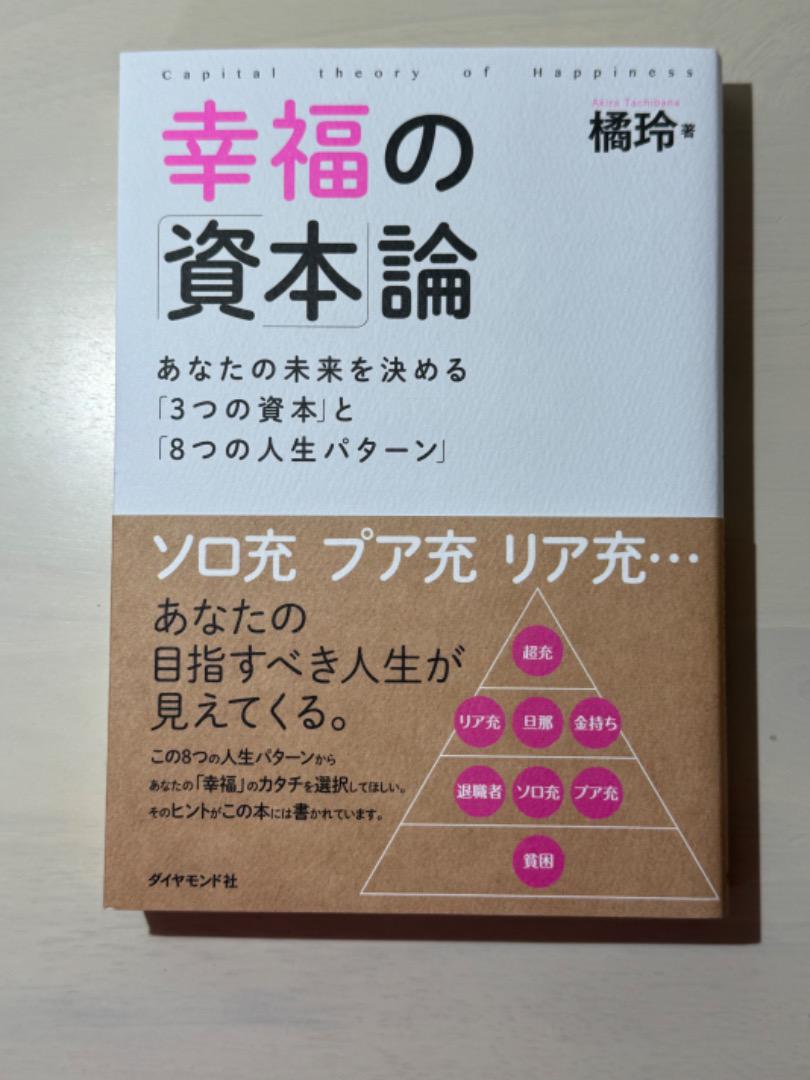 Capital theory of Happiness
幸福の
「資本」論
Akira Tachibana
橘玲 著
あなたの未来を決める
「3つの資本」と
「8つの人生パターン」
ソロ充 プア充 リア充…
あなたの
目指すべき人生が
見えてくる。
この8つの人生パターンから
あなたの「幸福」のカタチを選択してほしい。
そのヒントがこの本には書かれています。
超充
リア充 旦那 金持ち
退職者 ソロ充 プア充
貧困
ダイヤモンド社